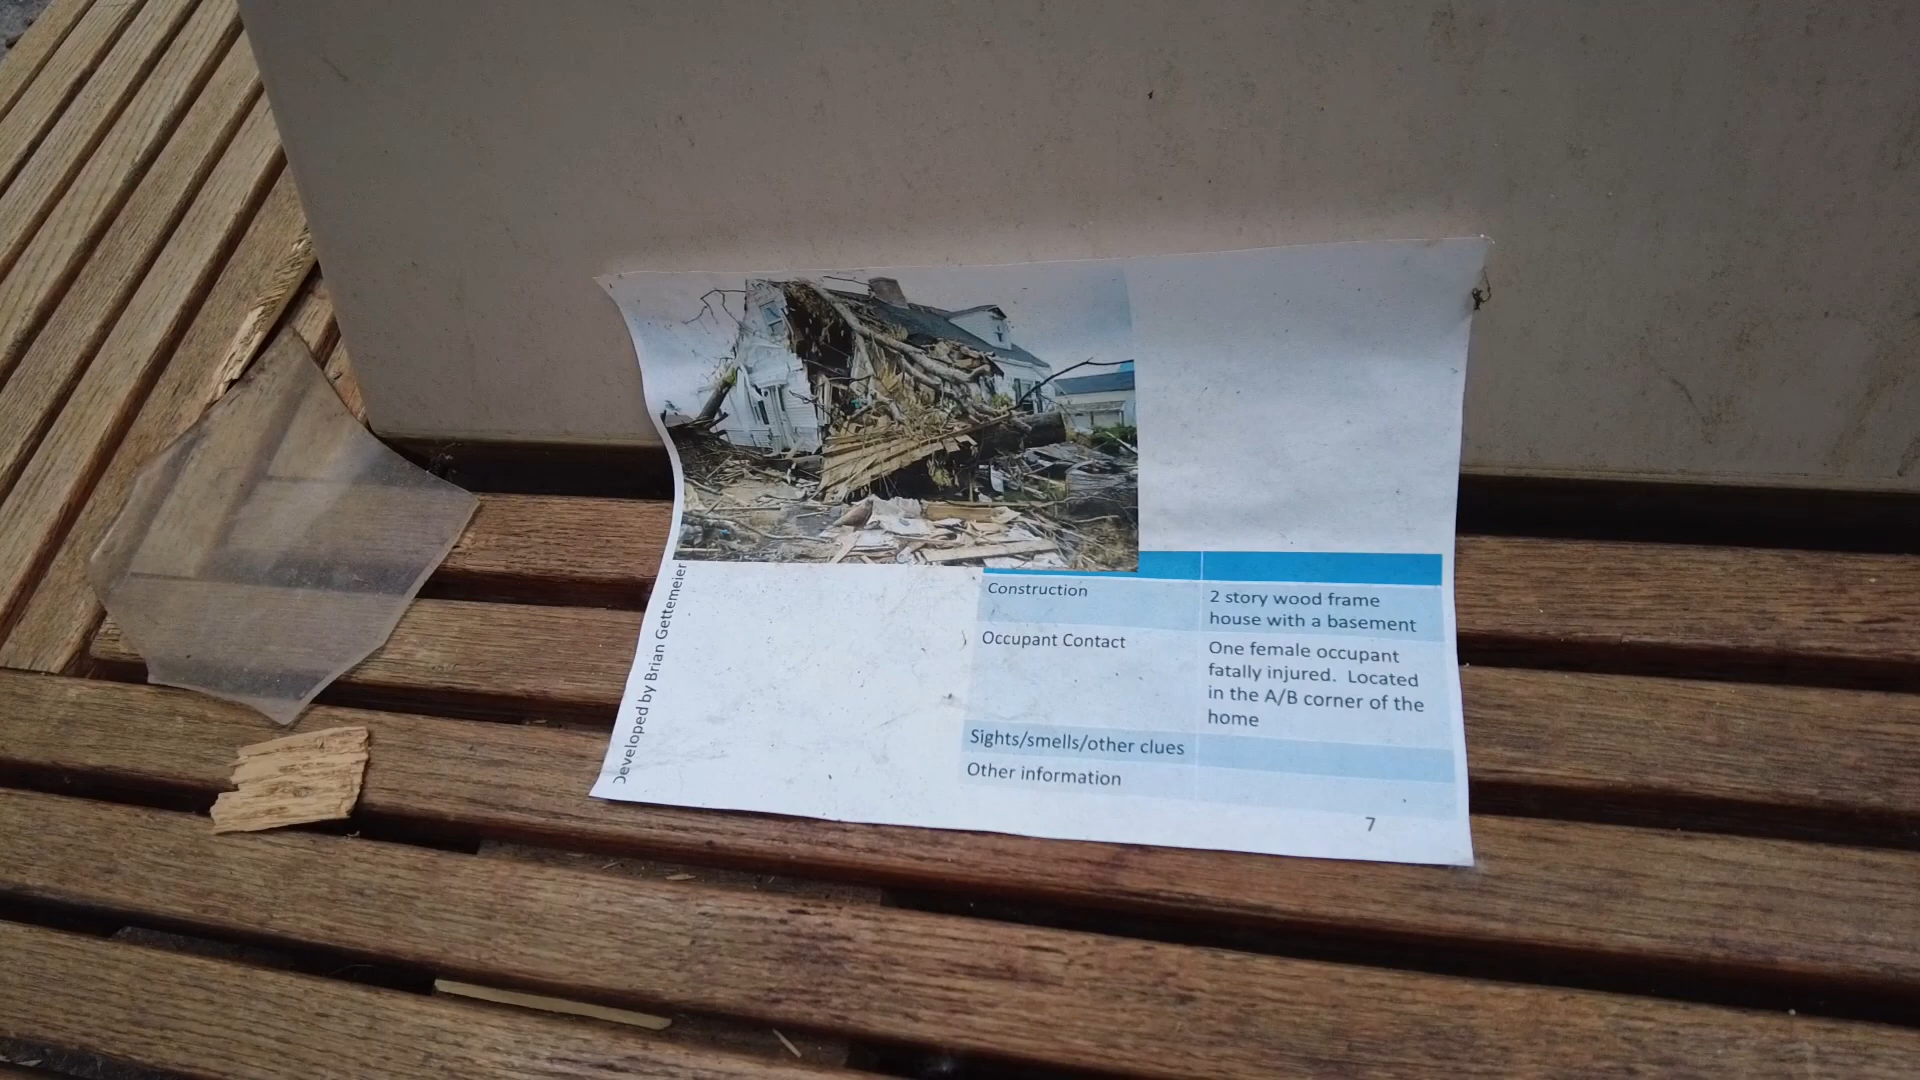 Developed by Brian Gettemeier
Construction
2 story wood frame
house with a basement
Occupant Contact
One female occupant
fatally injured. Located
in the A/B corner of the
home
Sights/smells/other clues
Other information
7